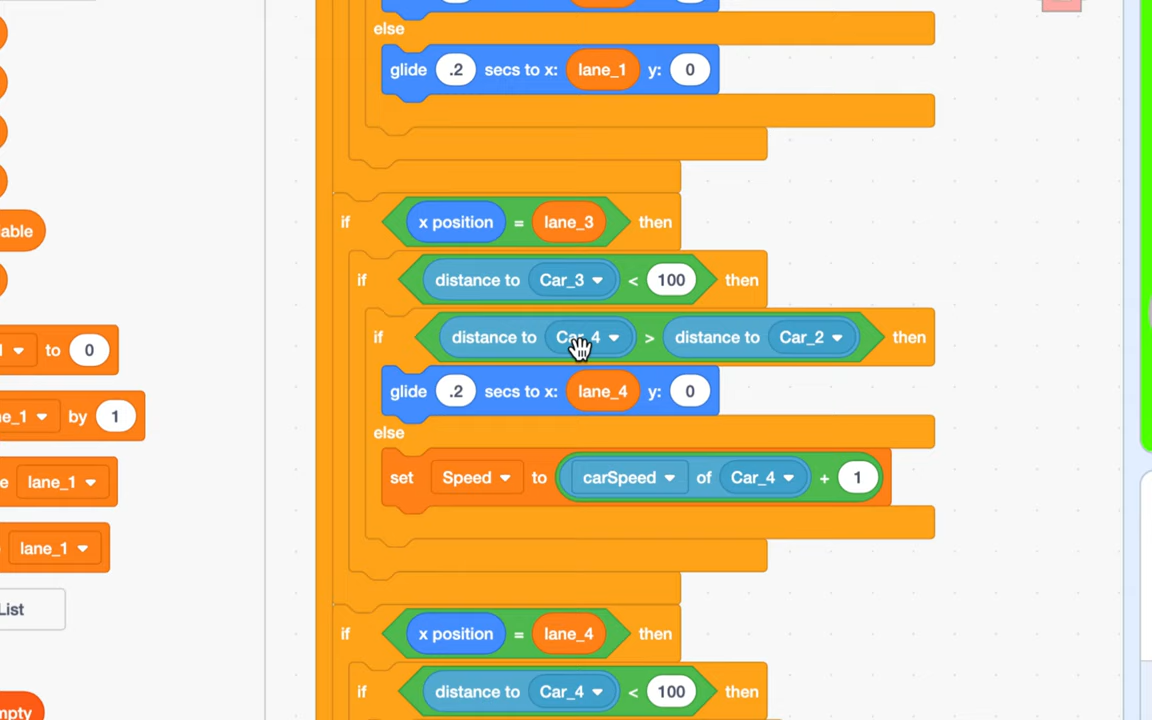 else
glide .2 secs to x: lane_1 y: 0
if x position = lane_3 then
able
if distance to Car_3 < 100 then
if distance to Car_4 > distance to Car_2 then
to 0
glide .2 secs to x: lane_4 y: 0
ne_1 by 1
else
set Speed to carSpeed of Car_4 + 1
e lane_1
lane_1
List
if x position = lane_4 then
if distance to Car_4 < 100 then
mpty